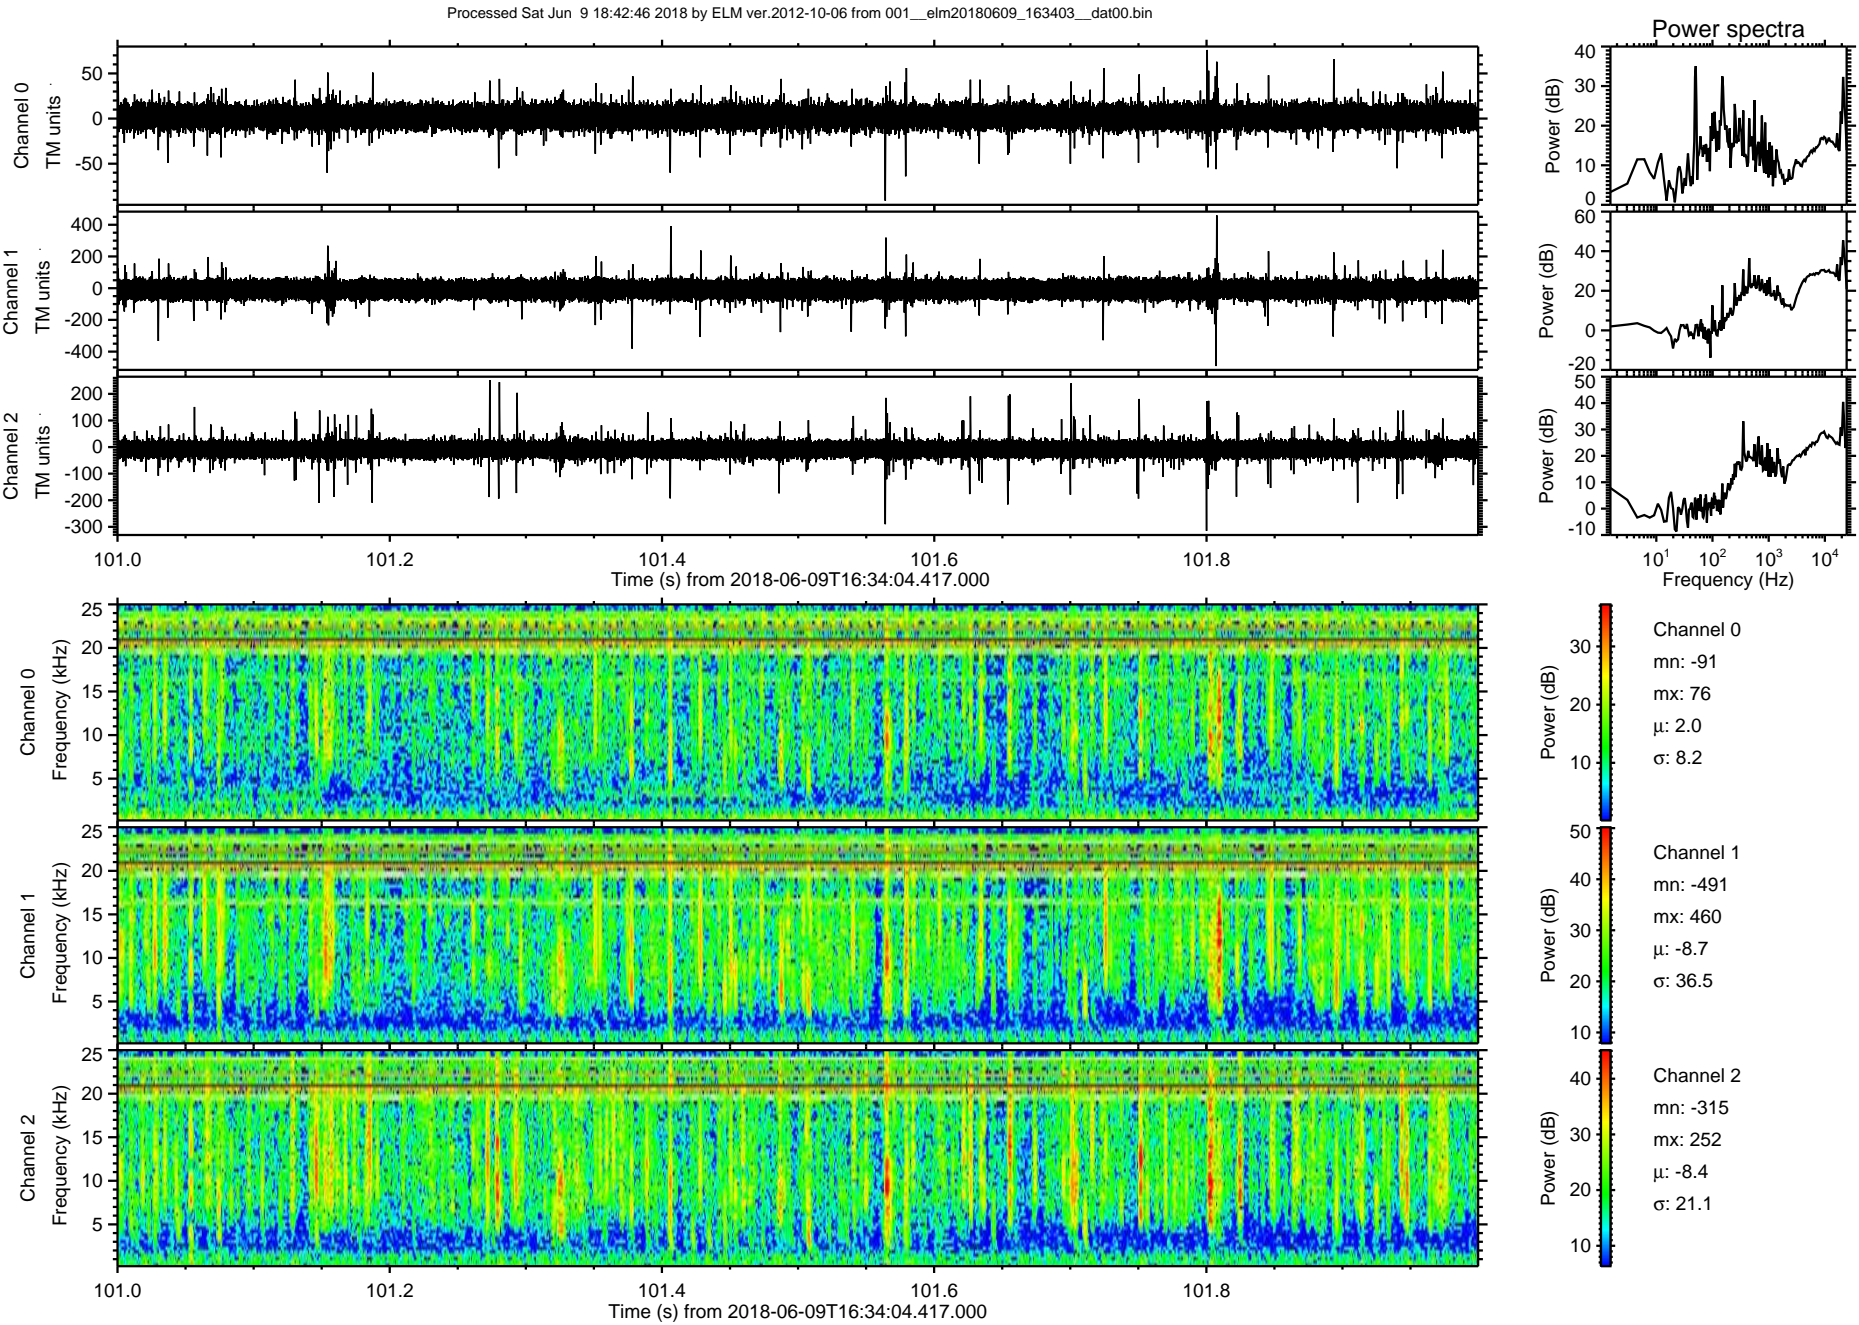 Processed Sat Jun  9 18:42:46 2018 by ELM ver.2012-10-06 from 001__elm20180609_163403__dat00.bin
Power spectra
Channel 0
TM units
50
0
-50
Power (dB)
40
30
20
10
0
Channel 1
TM units
400
200
0
-200
-400
Power (dB)
60
40
20
0
-20
Channel 2
TM units
200
100
0
-100
-200
-300
Power (dB)
50
40
30
20
10
0
-10
101.0
101.2
101.4
101.6
101.8
Time (s) from 2018-06-09T16:34:04.417.000
10^1
10^2
10^3
10^4
Frequency (Hz)
Channel 0
Frequency (kHz)
25
20
15
10
5
Power (dB)
30
20
10
Channel 0
mn: -91
mx: 76
μ: 2.0
σ: 8.2
Channel 1
Frequency (kHz)
25
20
15
10
5
Power (dB)
50
40
30
20
10
Channel 1
mn: -491
mx: 460
μ: -8.7
σ: 36.5
Channel 2
Frequency (kHz)
25
20
15
10
5
Power (dB)
40
30
20
10
Channel 2
mn: -315
mx: 252
μ: -8.4
σ: 21.1
101.0
101.2
101.4
101.6
101.8
Time (s) from 2018-06-09T16:34:04.417.000